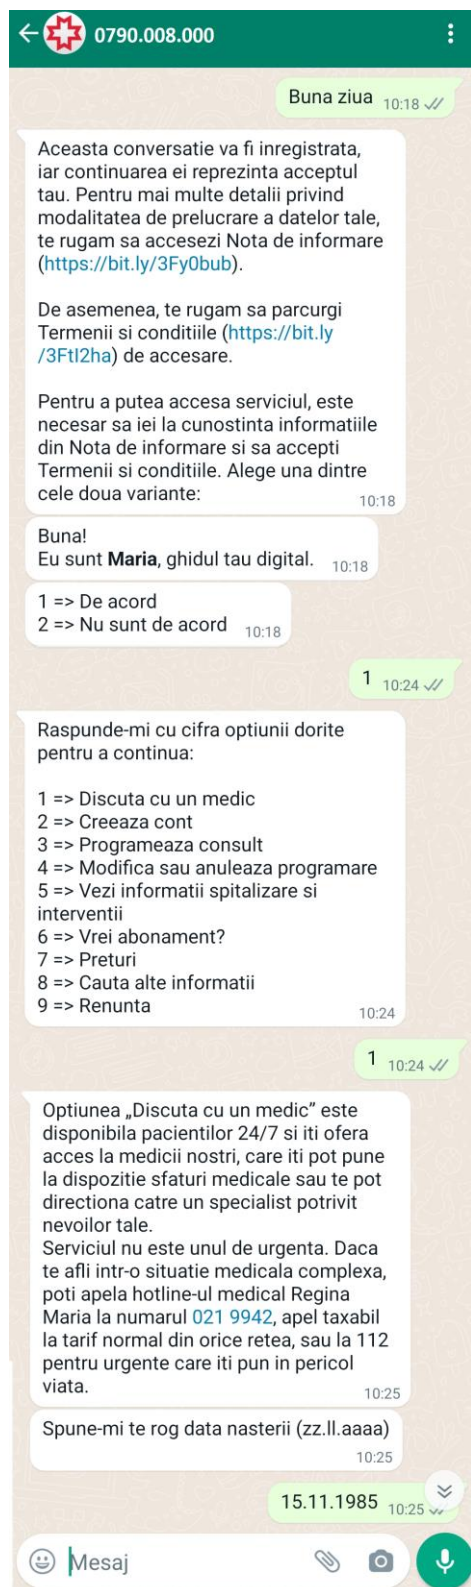 0790.008.000
Buna ziua 10:18
Aceasta conversatie va fi inregistrata,
iar continuarea ei reprezinta acceptul
tau. Pentru mai multe detalii privind
modalitatea de prelucrare a datelor tale,
te rugam sa accesezi Nota de informare
(https://bit.ly/3Fy0bub).
De asemenea, te rugam sa parcurgi
Termenii si conditiile (https://bit.ly
/3FtI2ha) de accesare.
Pentru a putea accesa serviciul, este
necesar sa iei la cunostinta informatiile
din Nota de informare si sa accepti
Termenii si conditiile. Alege una dintre
cele doua variante:
10:18
Buna!
Eu sunt Maria, ghidul tau digital. 10:18
1 => De acord
2 => Nu sunt de acord 10:18
1 10:24
Raspunde-mi cu cifra optiunii dorite
pentru a continua:
1 => Discuta cu un medic
2 => Creeaza cont
3 => Programeaza consult
4 => Modifica sau anuleaza programare
5 => Vezi informatii spitalizare si
interventii
6 => Vrei abonament?
7 => Preturi
8 => Cauta alte informatii
9 => Renunta
10:24
1 10:24
Optiunea „Discuta cu un medic” este
disponibila pacientilor 24/7 si iti ofera
acces la medicii nostri, care iti pot pune
la dispozitie sfaturi medicale sau te pot
directiona catre un specialist potrivit
nevoilor tale.
Serviciul nu este unul de urgenta. Daca
te afli intr-o situatie medicala complexa,
poti apela hotline-ul medical Regina
Maria la numarul 021 9942, apel taxabil
la tarif normal din orice retea, sau la 112
pentru urgente care iti pun in pericol
viata.
10:25
Spune-mi te rog data nasterii (zz.ll.aaaa)
10:25
15.11.1985 10:25
Mesaj